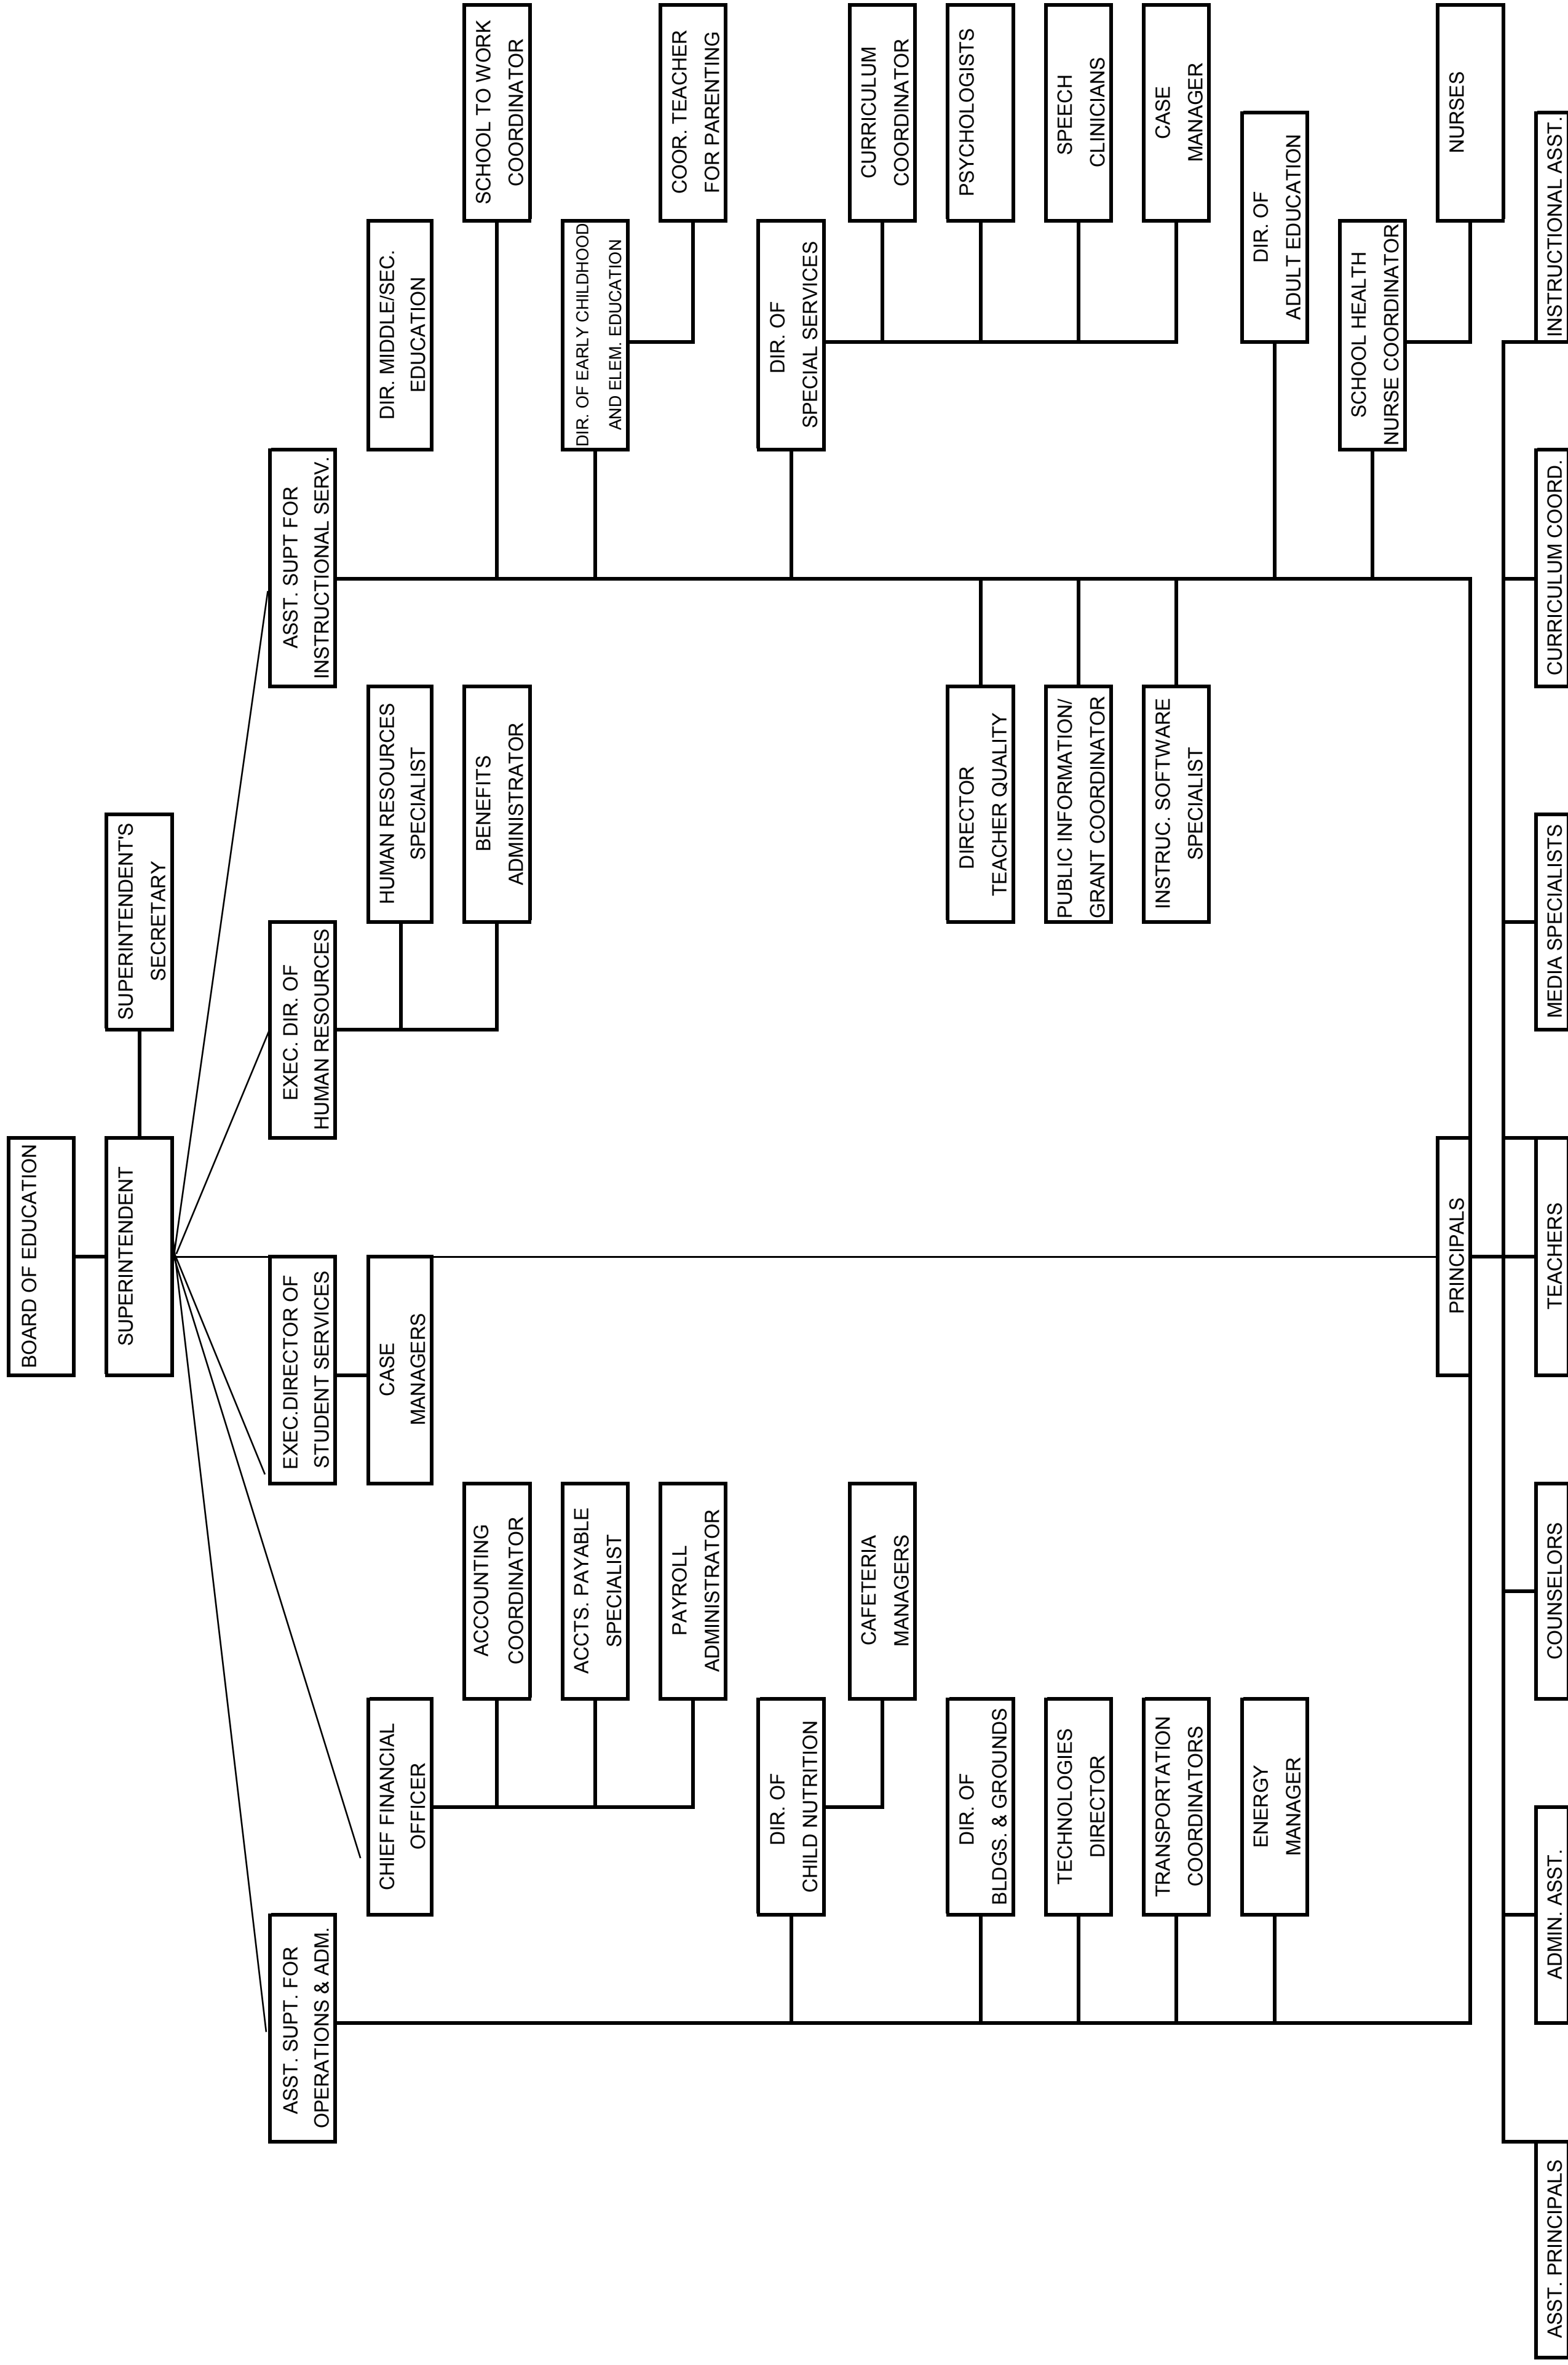 BOARD OF EDUCATION
SUPERINTENDENT
SUPERINTENDENT'S
SECRETARY
ASST. SUPT. FOR
OPERATIONS & ADM.
EXEC.DIRECTOR OF
STUDENT SERVICES
EXEC. DIR. OF
HUMAN RESOURCES
ASST. SUPT FOR
INSTRUCTIONAL SERV.
CHIEF FINANCIAL
OFFICER
CASE
MANAGERS
HUMAN RESOURCES
SPECIALIST
DIR. MIDDLE/SEC.
EDUCATION
ACCOUNTING
COORDINATOR
BENEFITS
ADMINISTRATOR
SCHOOL TO WORK
COORDINATOR
ACCTS. PAYABLE
SPECIALIST
DIR. OF EARLY CHILDHOOD
AND ELEM. EDUCATION
PAYROLL
ADMINISTRATOR
COOR. TEACHER
FOR PARENTING
DIR. OF
CHILD NUTRITION
DIR. OF
SPECIAL SERVICES
CAFETERIA
MANAGERS
CURRICULUM
COORDINATOR
DIR. OF
BLDGS. & GROUNDS
DIRECTOR
TEACHER QUALITY
PSYCHOLOGISTS
TECHNOLOGIES
DIRECTOR
PUBLIC INFORMATION/
GRANT COORDINATOR
SPEECH
CLINICIANS
TRANSPORTATION
COORDINATORS
INSTRUC. SOFTWARE
SPECIALIST
CASE
MANAGER
ENERGY
MANAGER
DIR. OF
ADULT EDUCATION
SCHOOL HEALTH
NURSE COORDINATOR
PRINCIPALS
NURSES
ASST. PRINCIPALS
ADMIN. ASST.
COUNSELORS
TEACHERS
MEDIA SPECIALISTS
CURRICULUM COORD.
INSTRUCTIONAL ASST.